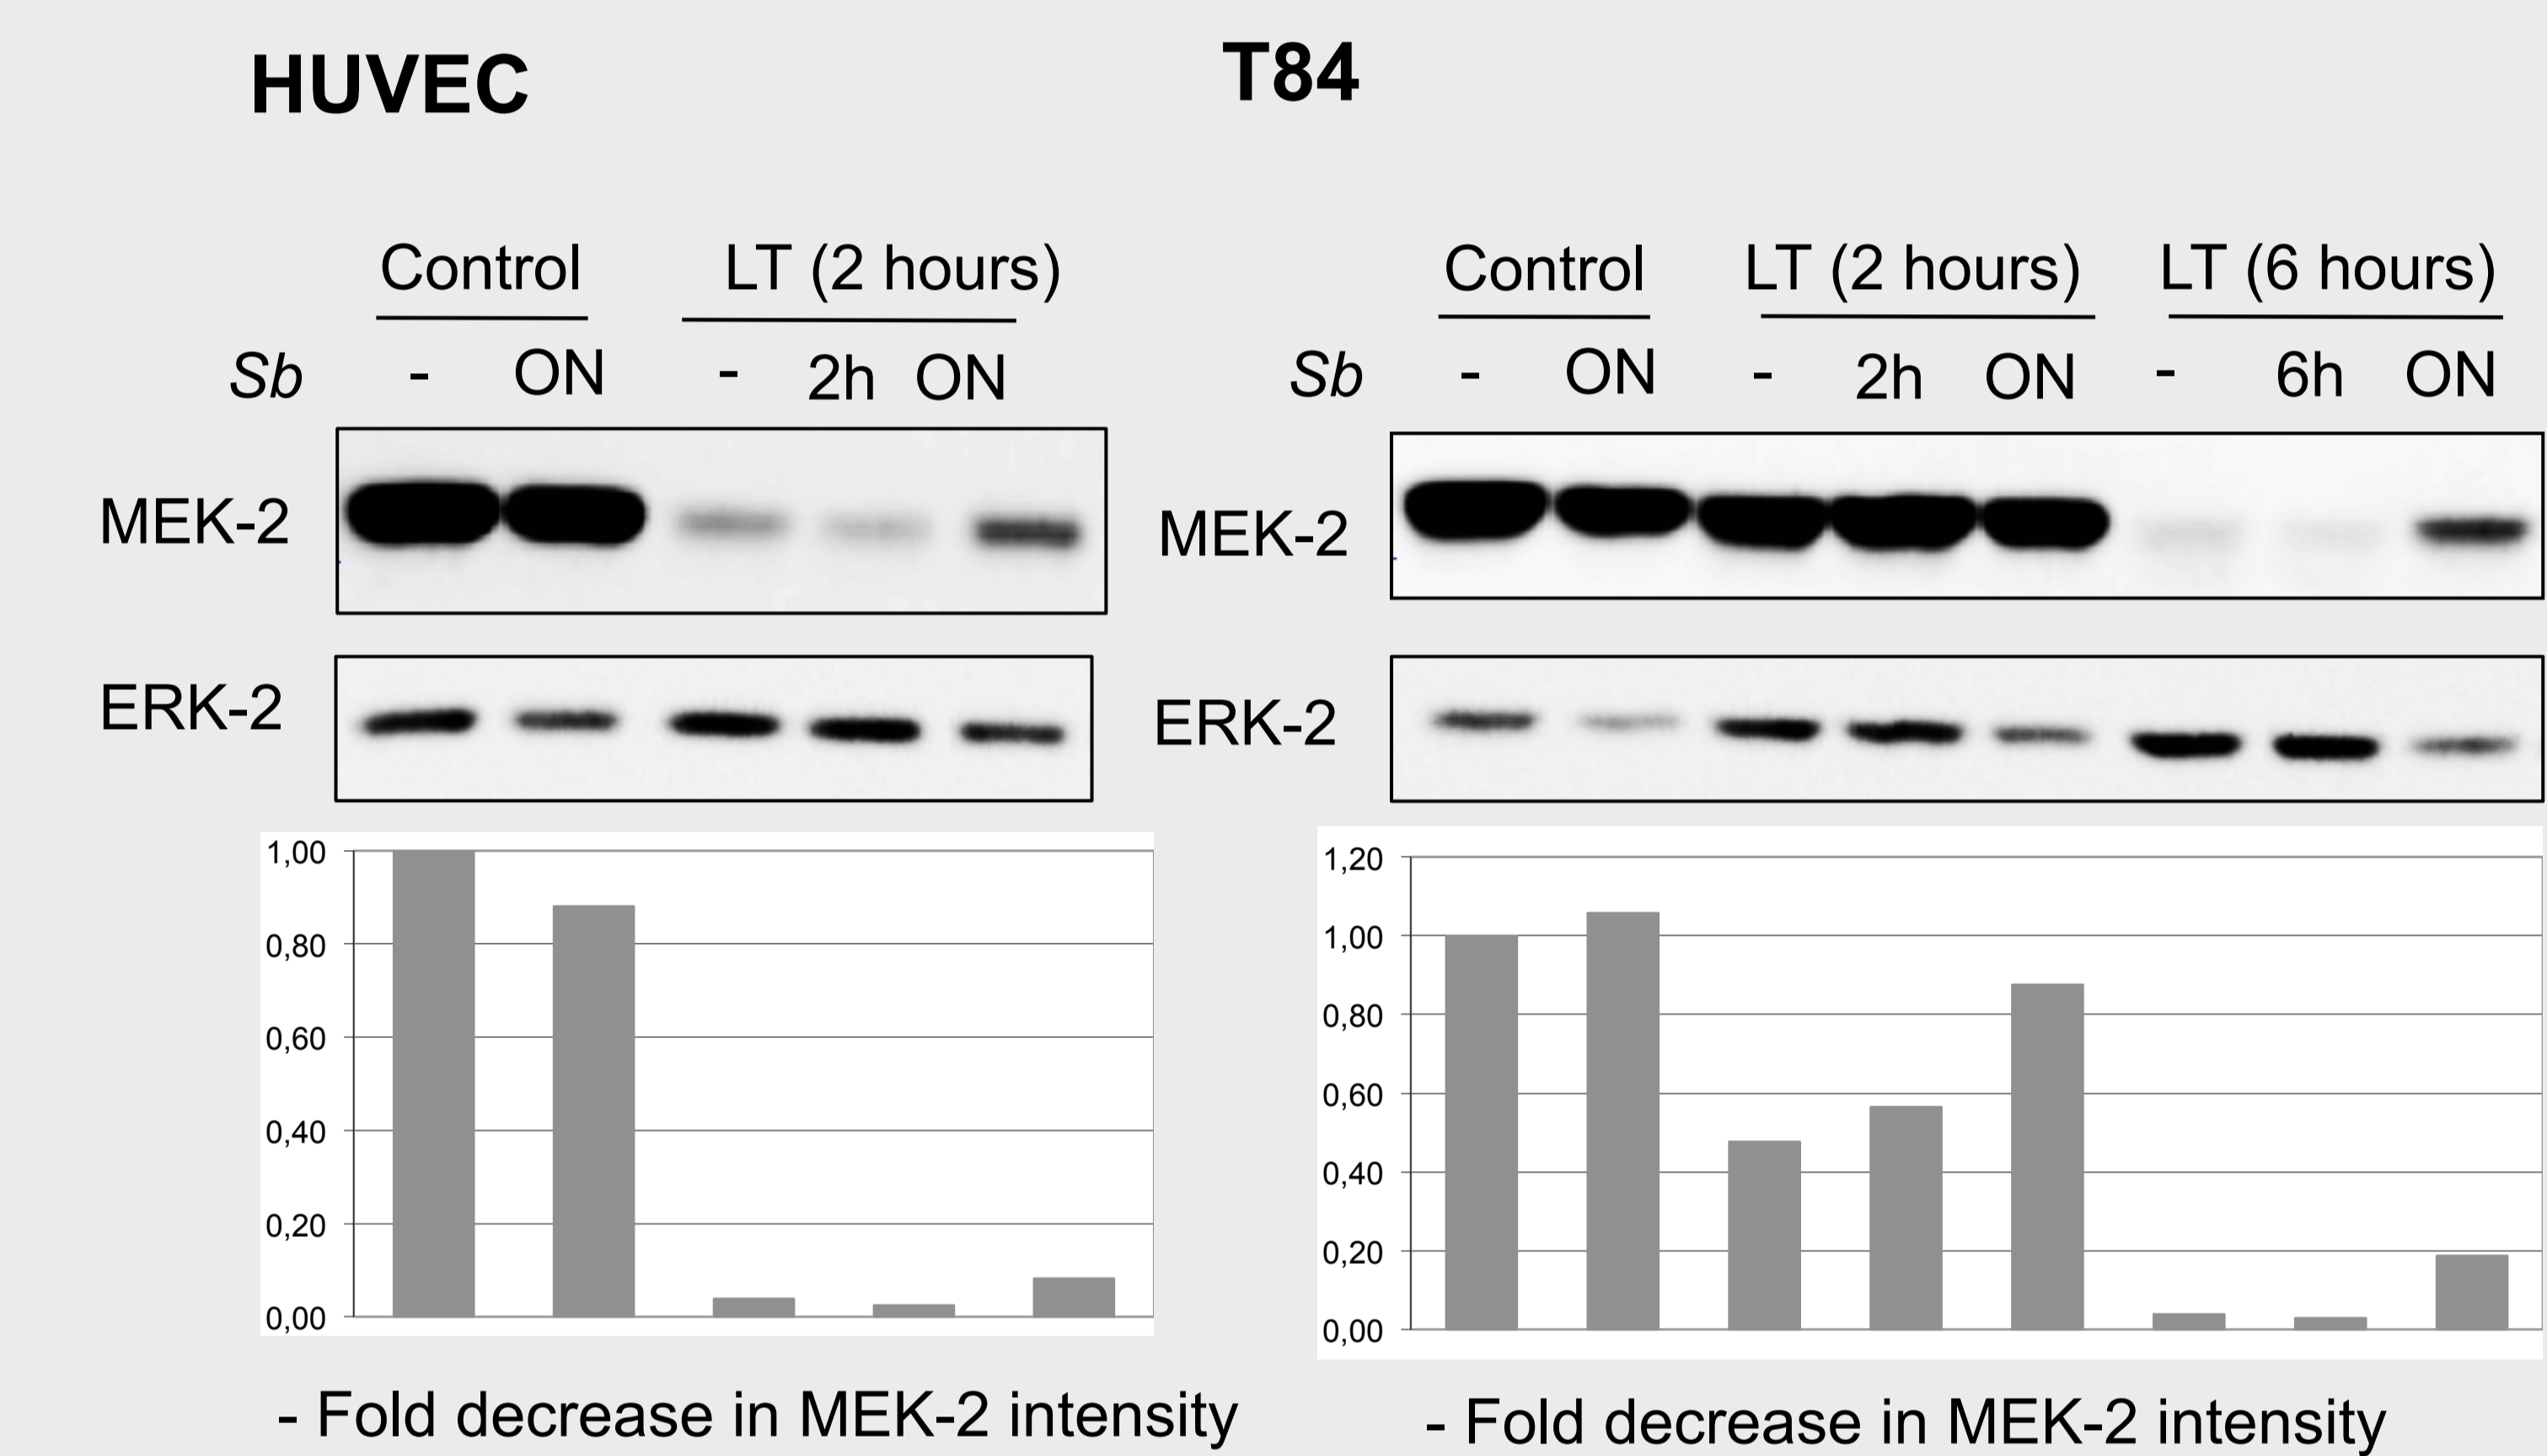 HUVEC
Control LT (2 hours)
Sb - ON - 2h ON
MEK-2
ERK-2
1,00
0,80
0,60
0,40
0,20
0,00
- Fold decrease in MEK-2 intensity
T84
Control LT (2 hours) LT (6 hours)
Sb - ON - 2h ON - 6h ON
MEK-2
ERK-2
1,20
1,00
0,80
0,60
0,40
0,20
0,00
- Fold decrease in MEK-2 intensity